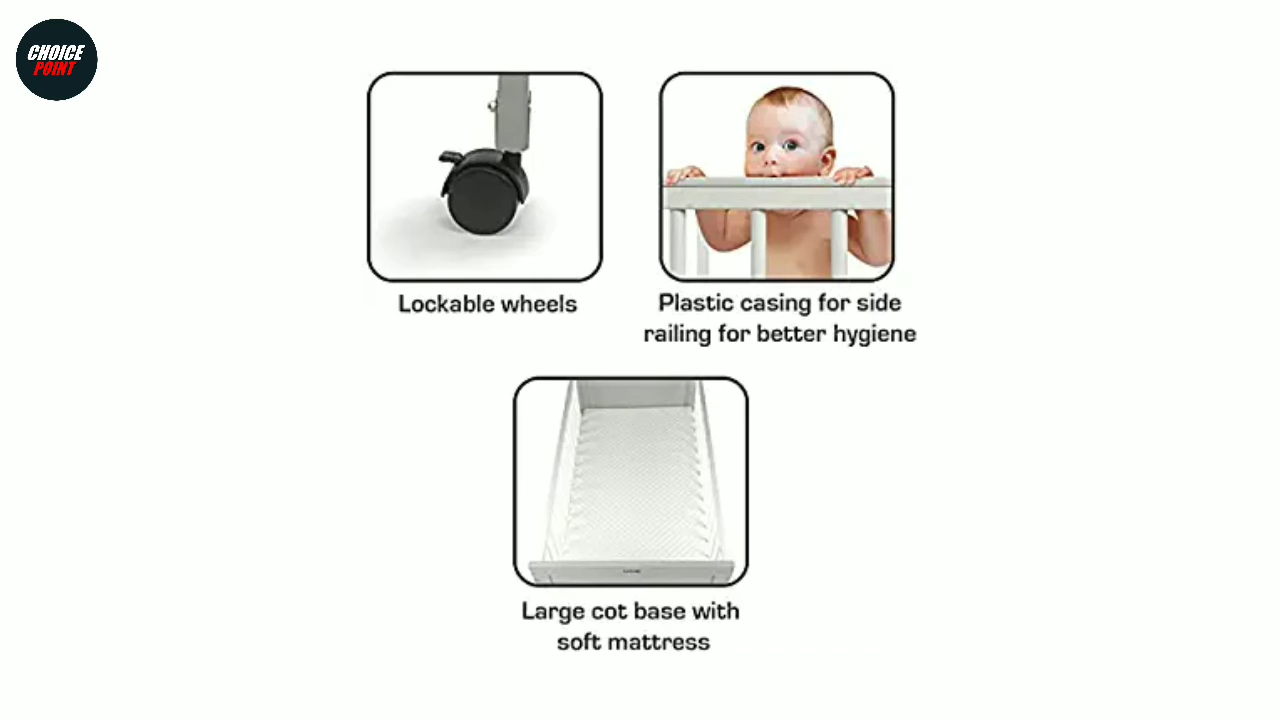 CHOICE
POINT
Lockable wheels
Plastic casing for side
railing for better hygiene
Large cot base with
soft mattress